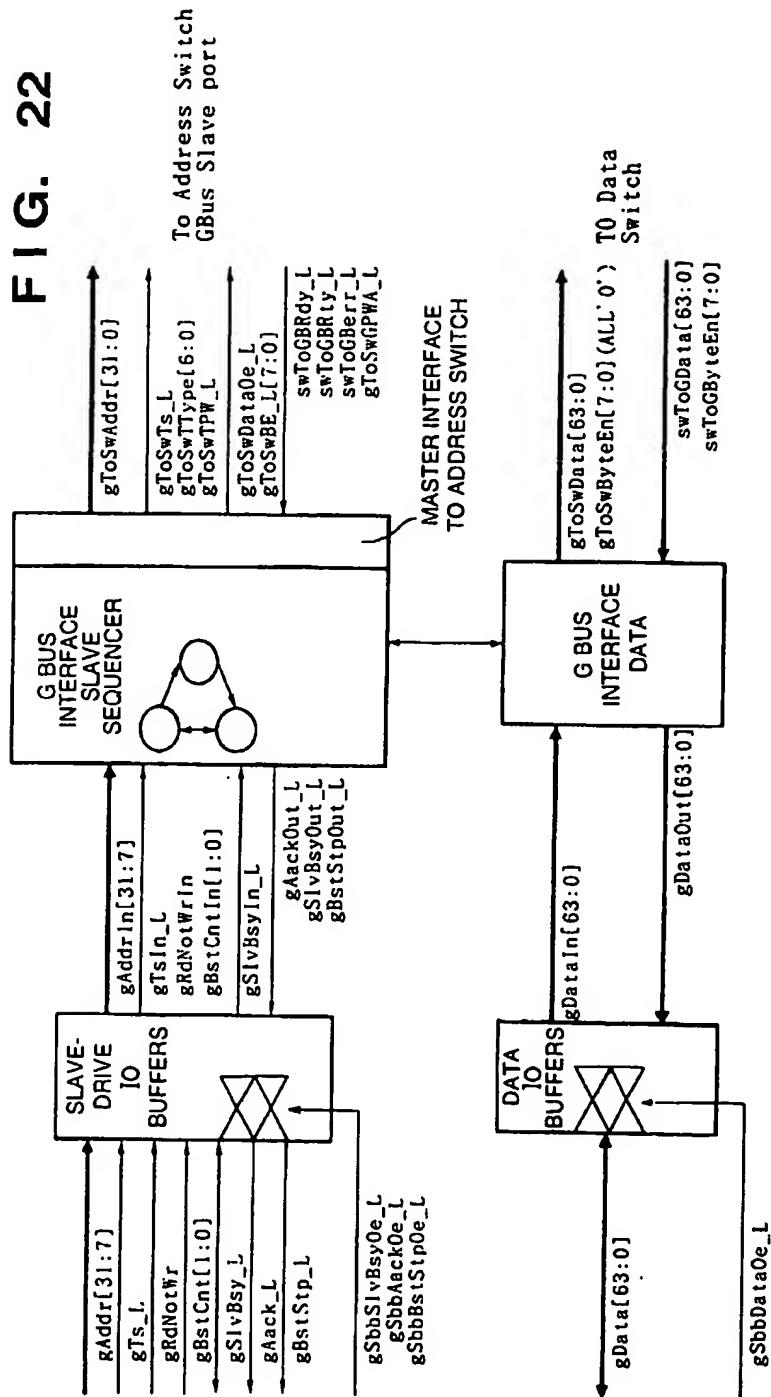 FIG. 22
gAddr[31:7]
gTs_L
gRdNotWr
gBstCnt[1:0]
gSlvBsy_L
gAack_L
gBstStp_L
gSbbSlvBsyOe_L
gSbbAackOe_L
gSbbBstStpOe_L
SLAVE-
DRIVE
IO
BUFFERS
gAddrIn[31:7]
gTsIn_L
gRdNotWrIn
gBstCntIn[1:0]
gSlvBsyIn_L
gAackOut_L
gSlvBsyOut_L
gBstStpOut_L
G BUS
INTERFACE
SLAVE
SEQUENCER
MASTER INTERFACE
TO ADDRESS SWITCH
gToSwAddr[31:0]
gToSwTs_L
gToSwTType[6:0]
gToSwTPW_L
gToSwDataOe_L
gToSwBE_L[7:0]
swToGBRdy_L
swToGBRty_L
swToGBerr_L
gToSwGPWA_L
To Address Switch
GBus Slave port
gData[63:0]
gSbbDataOe_L
DATA
IO
BUFFERS
gDataIn[63:0]
gDataOut[63:0]
G BUS
INTERFACE
DATA
gToSwData[63:0]
gToSwByteEn[7:0](ALL'0')
TO Data
Switch
swToGData[63:0]
swToGByteEn[7:0]